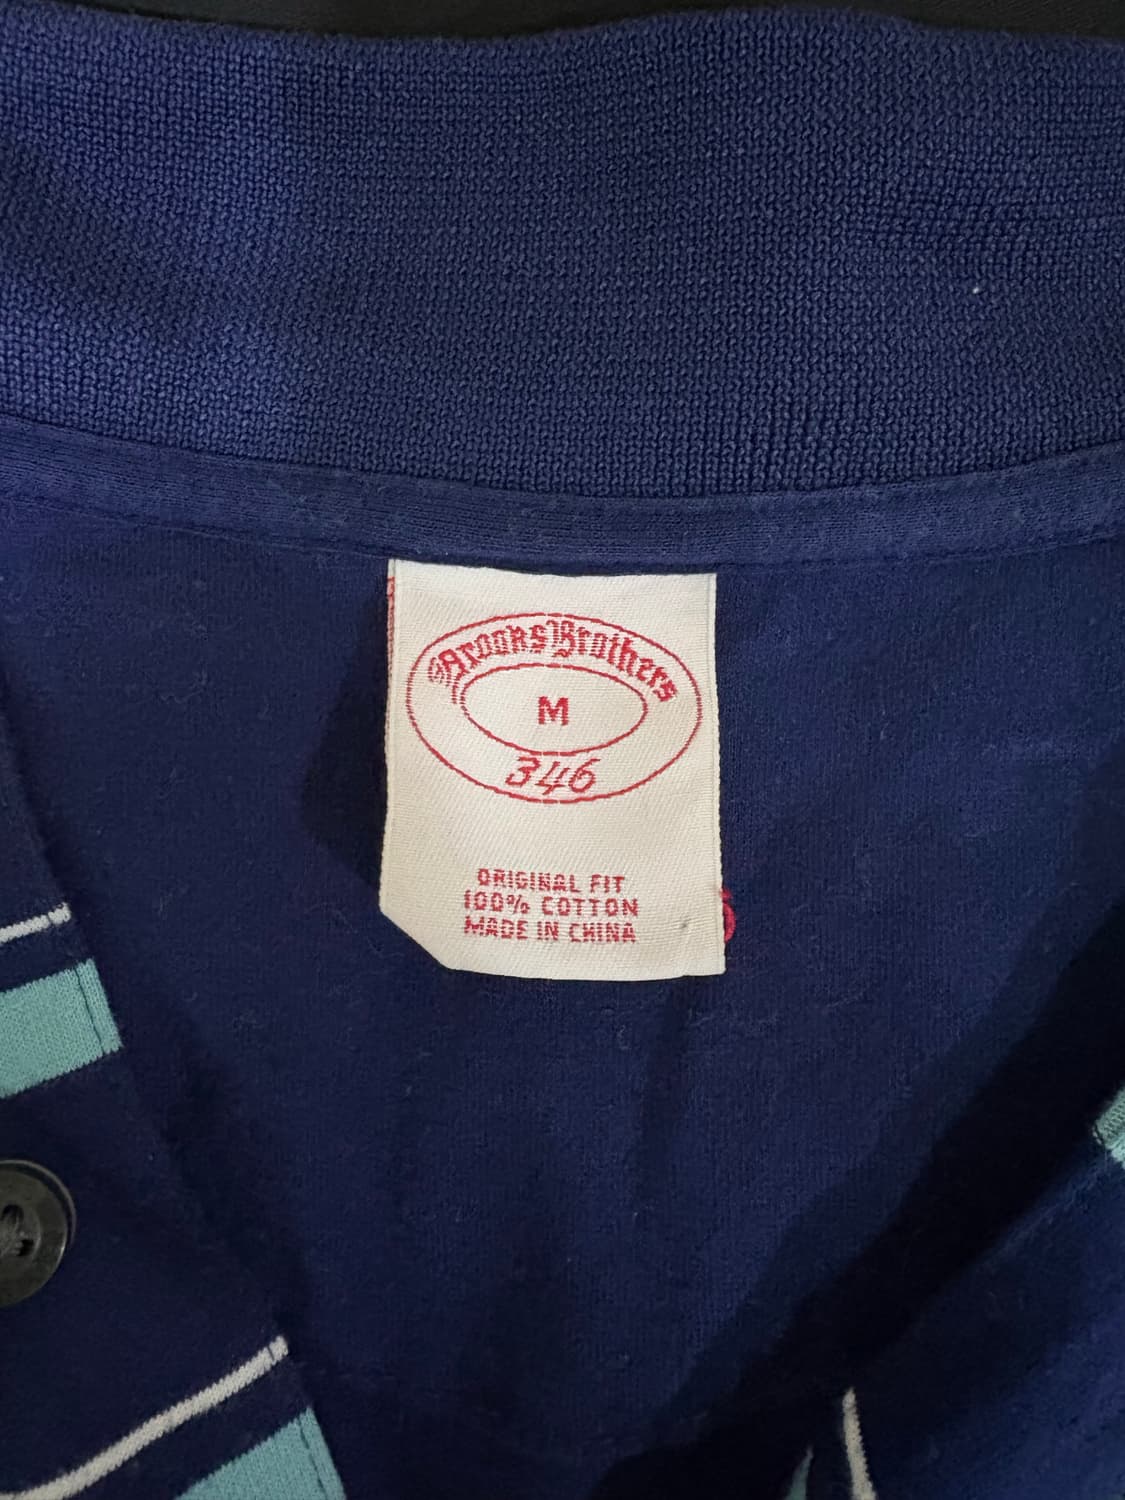 Brooks Brothers
M
346
ORIGINAL FIT
100% COTTON
MADE IN CHINA